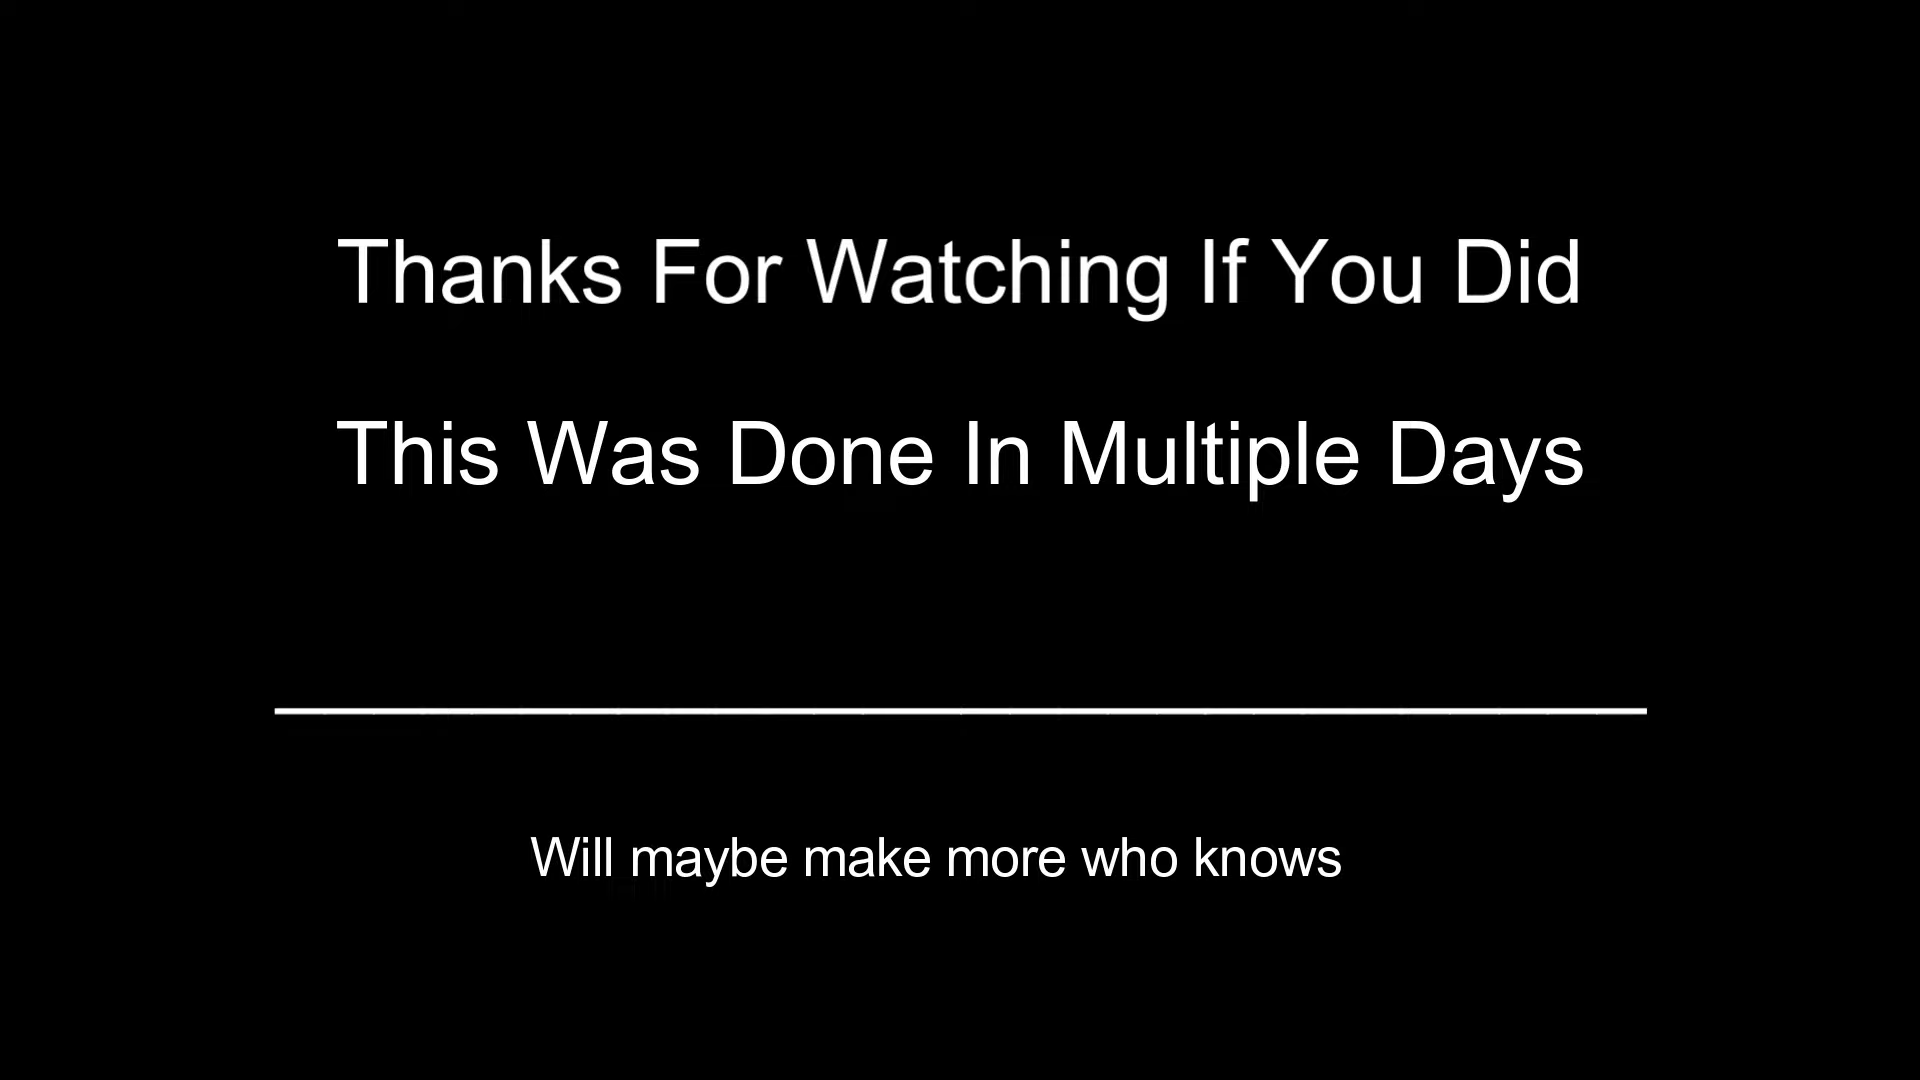 Thanks For Watching If You Did
This Was Done In Multiple Days
Will maybe make more who knows